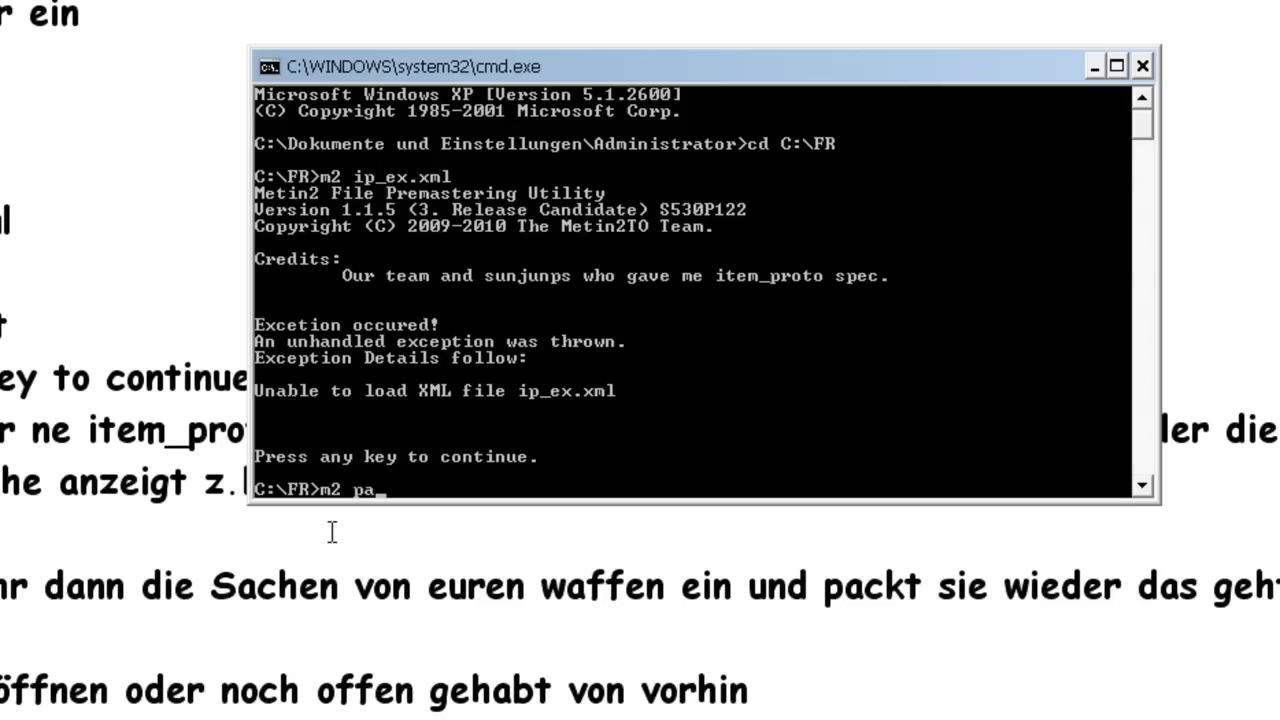 r ein
C:\WINDOWS\system32\cmd.exe
Microsoft Windows XP [Version 5.1.2600]
(C) Copyright 1985-2001 Microsoft Corp.
C:\Dokumente und Einstellungen\Administrator>cd C:\FR
C:\FR>m2 ip_ex.xml
Metin2 File Premastering Utility
Version 1.1.5 (3. Release Candidate) S530P122
Copyright (C) 2009-2010 The Metin2TO Team.
Credits:
Our team and sunjunps who gave me item_proto spec.
Excetion occured!
An unhandled exception was thrown.
Exception Details follow:
Unable to load XML file ip_ex.xml
Press any key to continue.
C:\FR>m2 pa_
l
t
ey to continue
r ne item_pro ler die
he anzeigt z.
hr dann die Sachen von euren waffen ein und packt sie wieder das geht
öffnen oder noch offen gehabt von vorhin